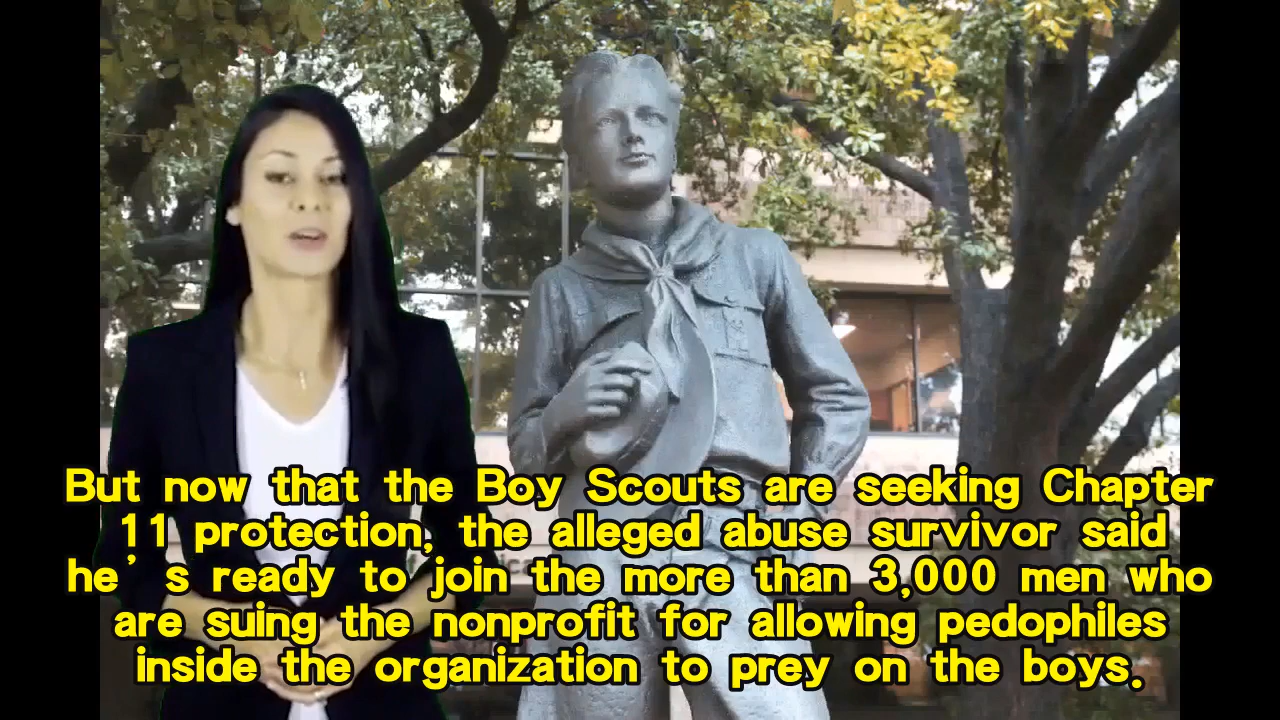 But now that the Boy Scouts are seeking Chapter
11 protection, the alleged abuse survivor said
he’s ready to join the more than 3,000 men who
are suing the nonprofit for allowing pedophiles
inside the organization to prey on the boys.